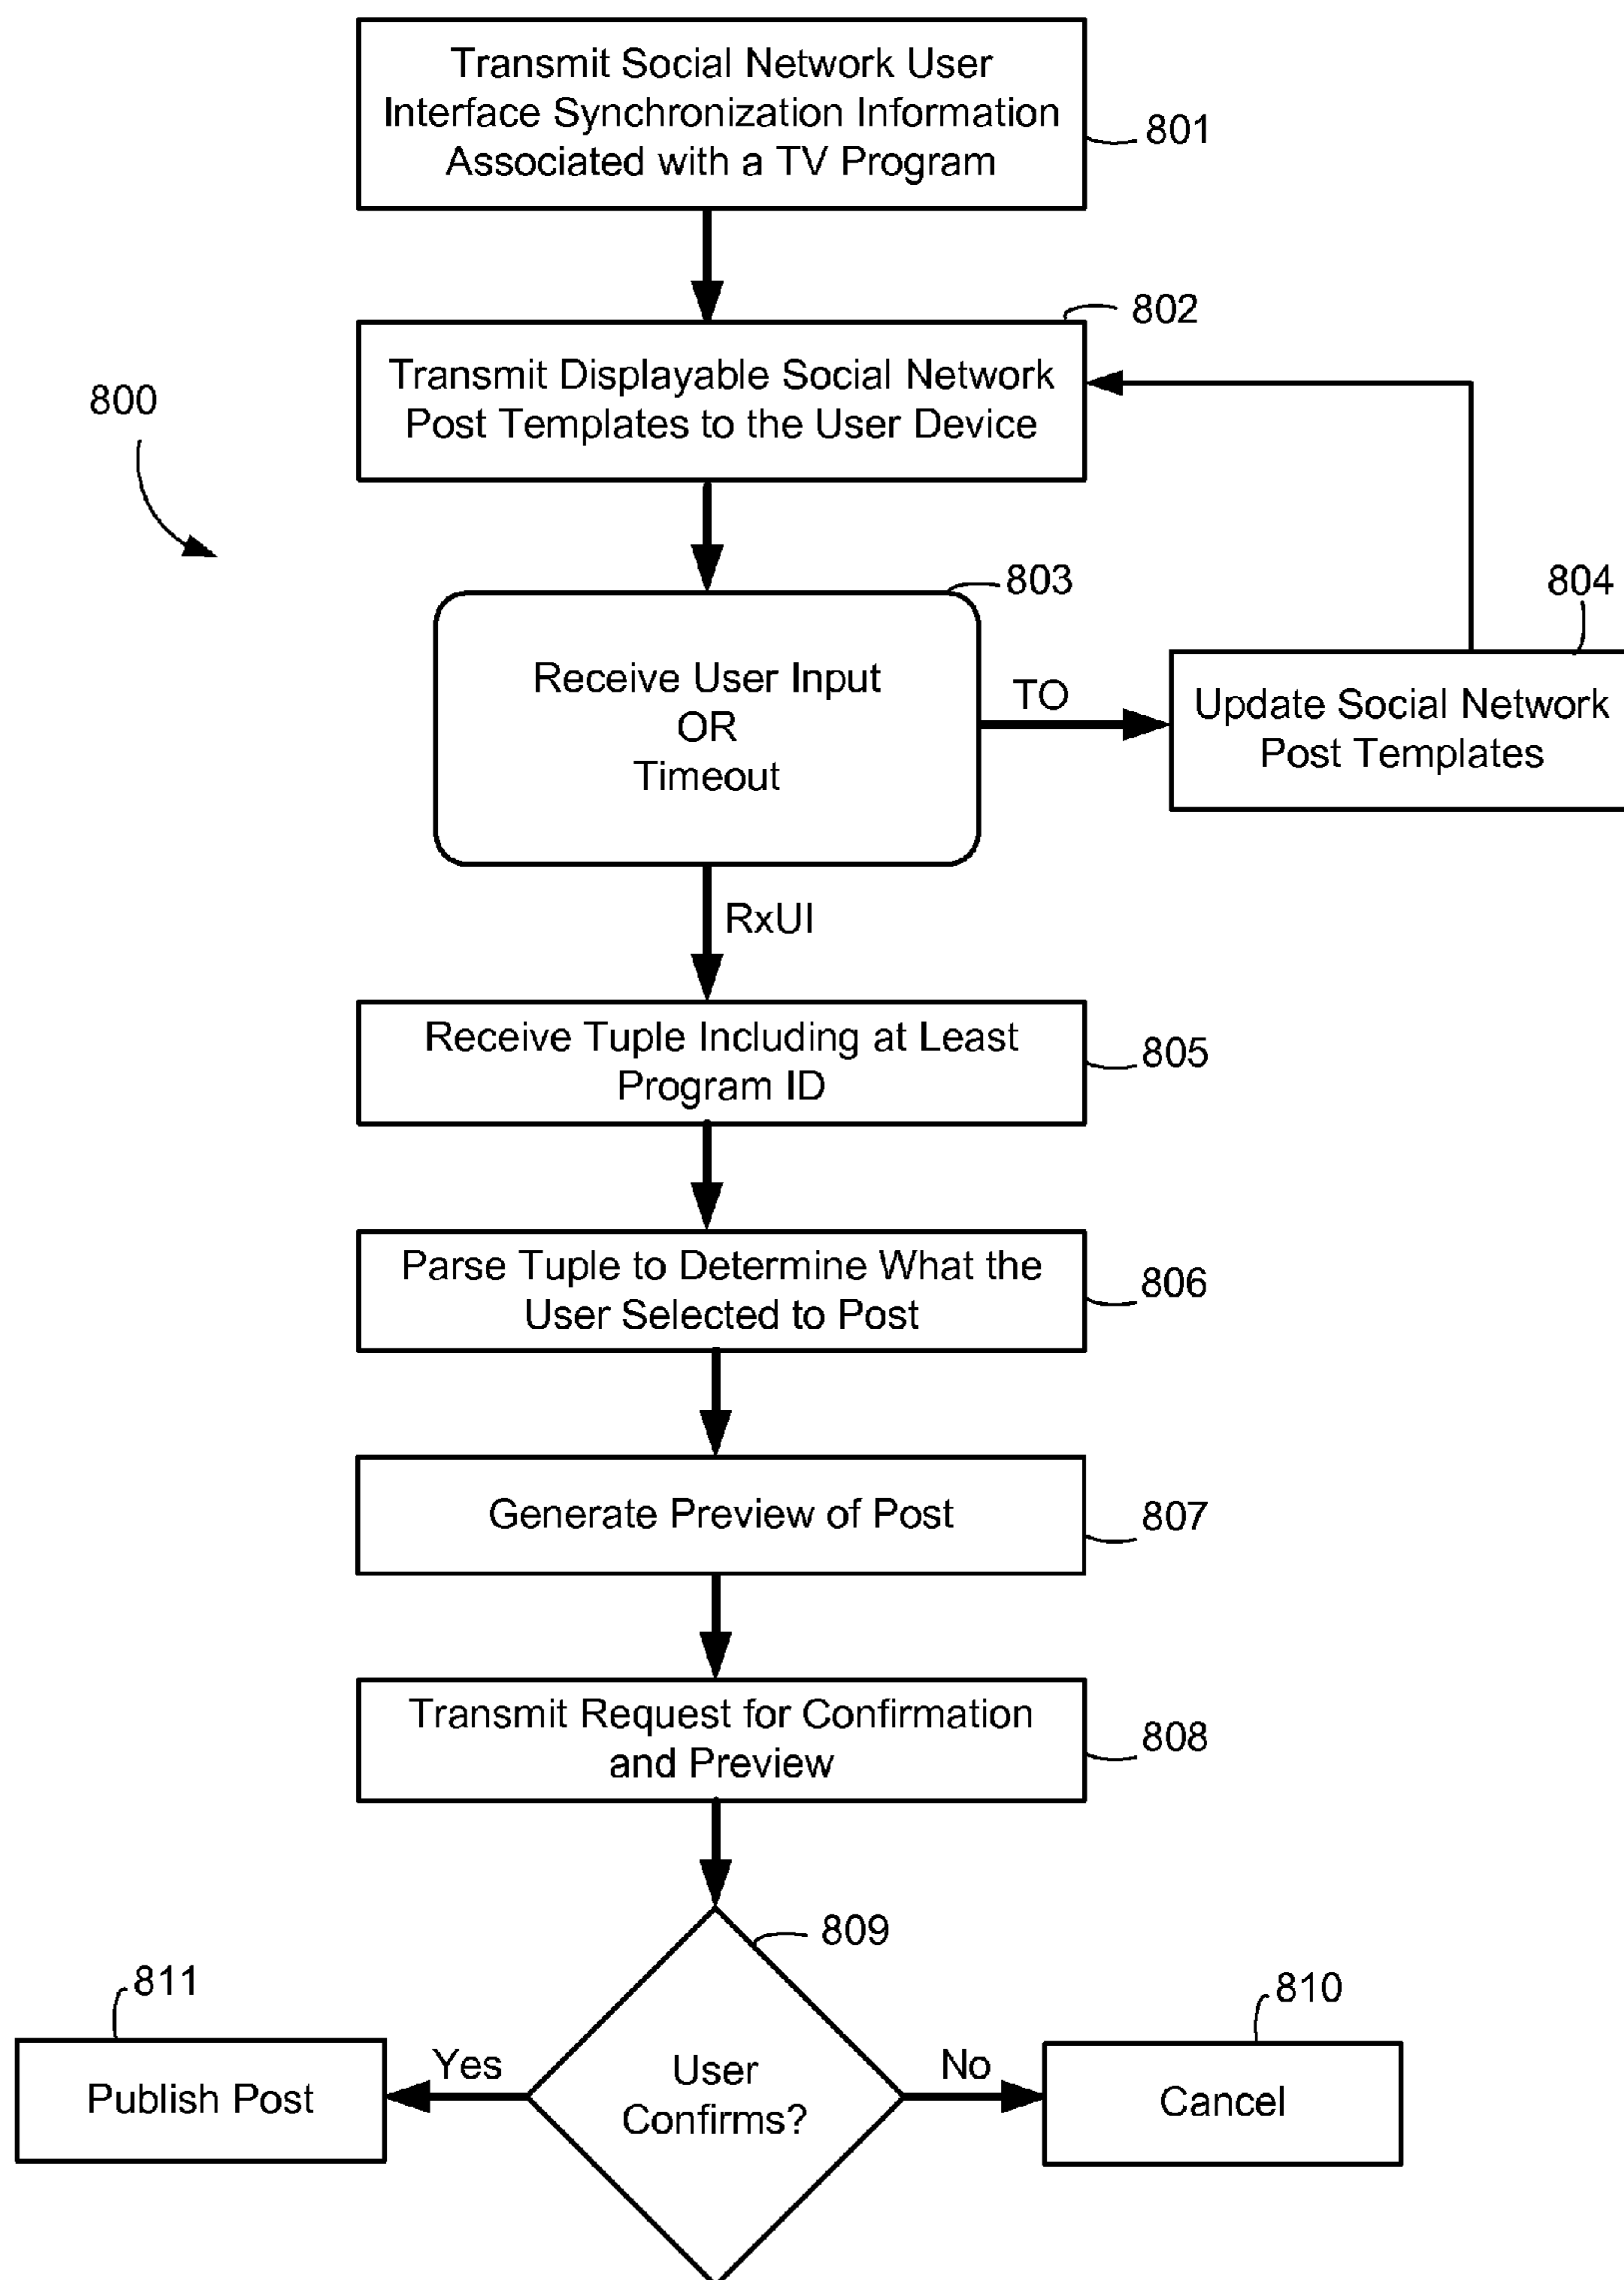 Transmit Social Network User
Interface Synchronization Information
Associated with a TV Program
801
802
Transmit Displayable Social Network
Post Templates to the User Device
800
803
804
Receive User Input
OR
Timeout
TO
Update Social Network
Post Templates
RxUI
Receive Tuple Including at Least
Program ID
805
Parse Tuple to Determine What the
User Selected to Post
806
Generate Preview of Post
807
Transmit Request for Confirmation
and Preview
808
809
811
810
Yes
No
User
Confirms?
Publish Post
Cancel